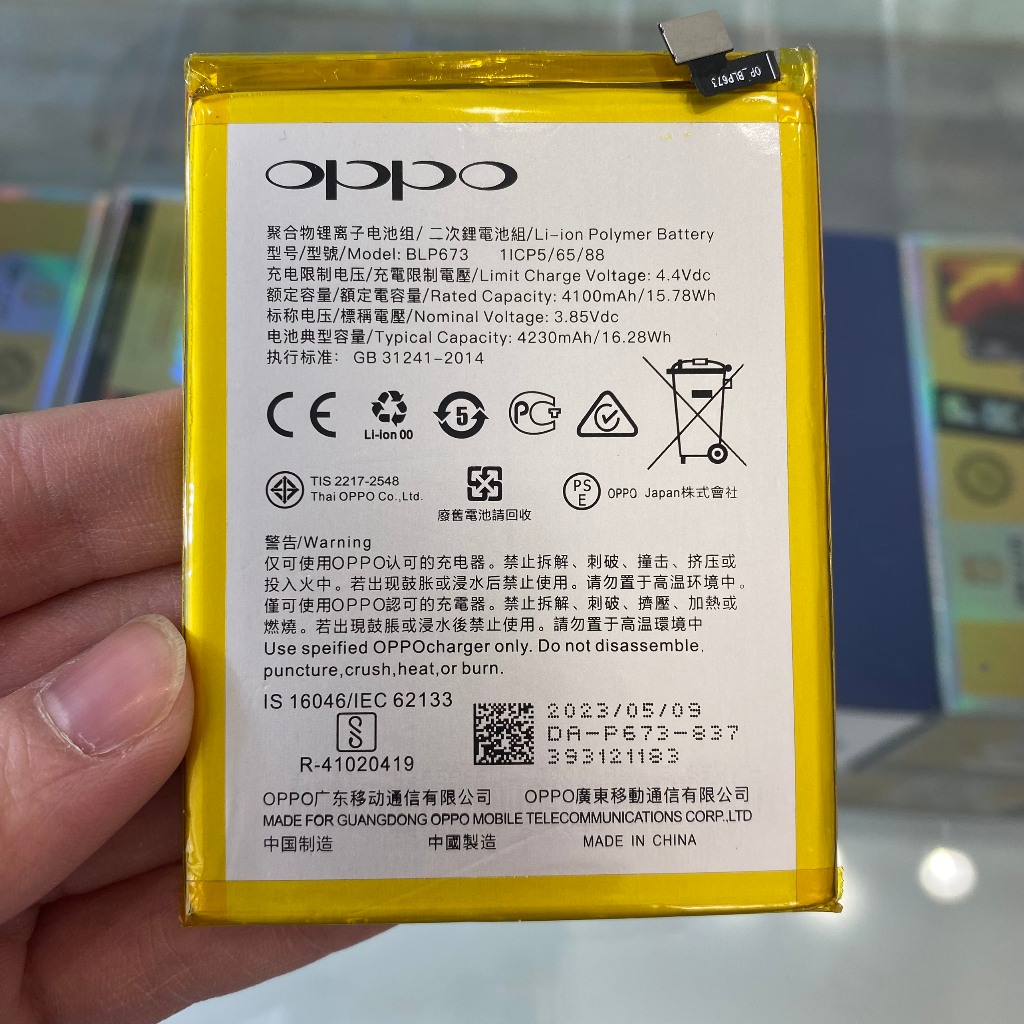 OP_BLP673
oppo
聚合物锂离子电池组/二次鋰電池組/Li-ion Polymer Battery
型号/型號/Model: BLP673 1ICP5/65/88
充电限制电压/充電限制電壓/Limit Charge Voltage: 4.4Vdc
额定容量/額定電容量/Rated Capacity: 4100mAh/15.78Wh
标称电压/標稱電壓/Nominal Voltage: 3.85Vdc
电池典型容量/Typical Capacity: 4230mAh/16.28Wh
执行标准: GB 31241-2014
CE Li-ion 00 5 PCT
TIS 2217-2548
Thai OPPO Co.,Ltd.
廢舊電池請回收
PSE OPPO Japan株式會社
警告/Warning
仅可使用OPPO认可的充电器。禁止拆解、刺破、撞击、挤压或
投入火中。若出现鼓胀或浸水后禁止使用。请勿置于高温环境中。
僅可使用OPPO認可的充電器。禁止拆解、刺破、擠壓、加熱或
燃燒。若出現鼓脹或浸水後禁止使用。請勿置于高溫環境中
Use speified OPPOcharger only. Do not disassemble,
puncture,crush,heat,or burn.
IS 16046/IEC 62133
R-41020419
2023/05/09
DA-P673-837
393121183
OPPO广东移动通信有限公司 OPPO廣東移動通信有限公司
MADE FOR GUANGDONG OPPO MOBILE TELECOMMUNICATIONS CORP.,LTD
中国制造 中國製造 MADE IN CHINA